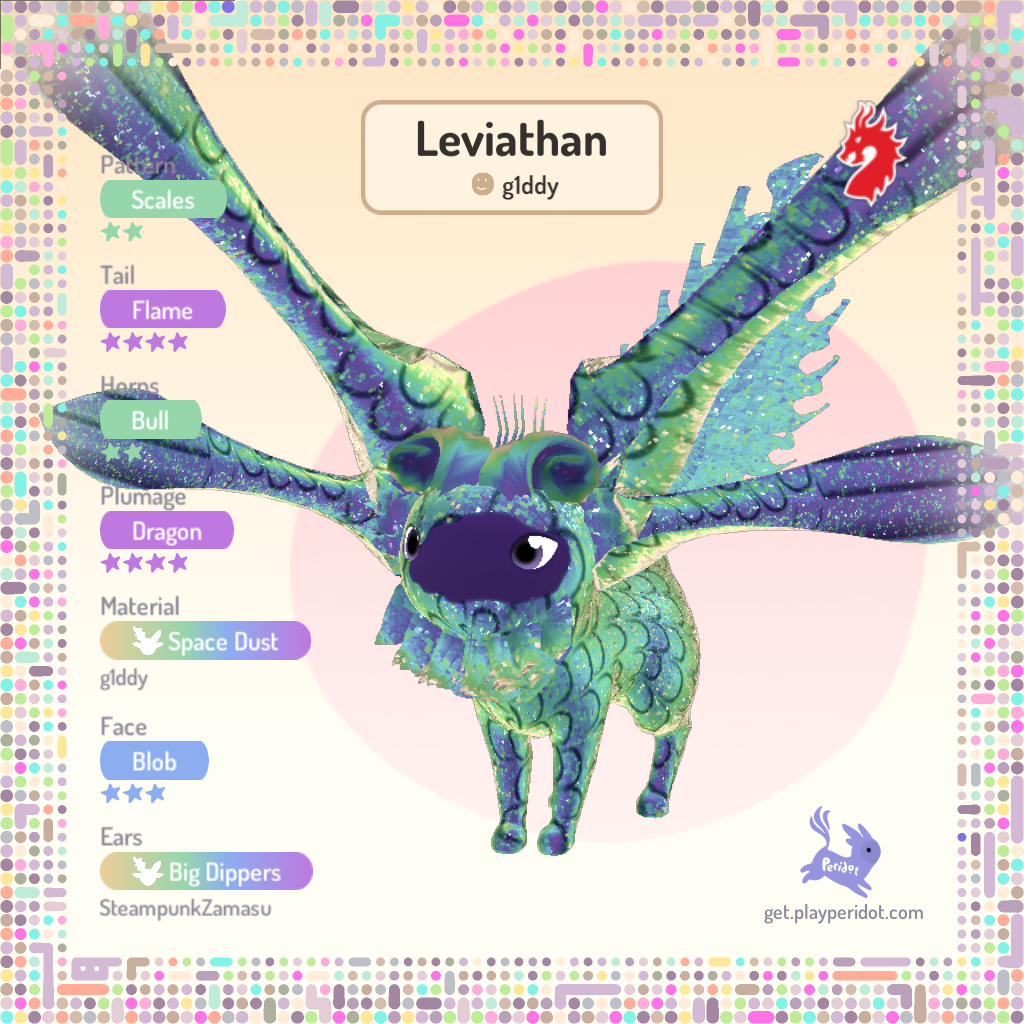 Leviathan
g1ddy
Pattern
Scales
Tail
Flame
Horns
Bull
Plumage
Dragon
Material
Space Dust
g1ddy
Face
Blob
Ears
Big Dippers
SteampunkZamasu
Peridot
get.playperidot.com